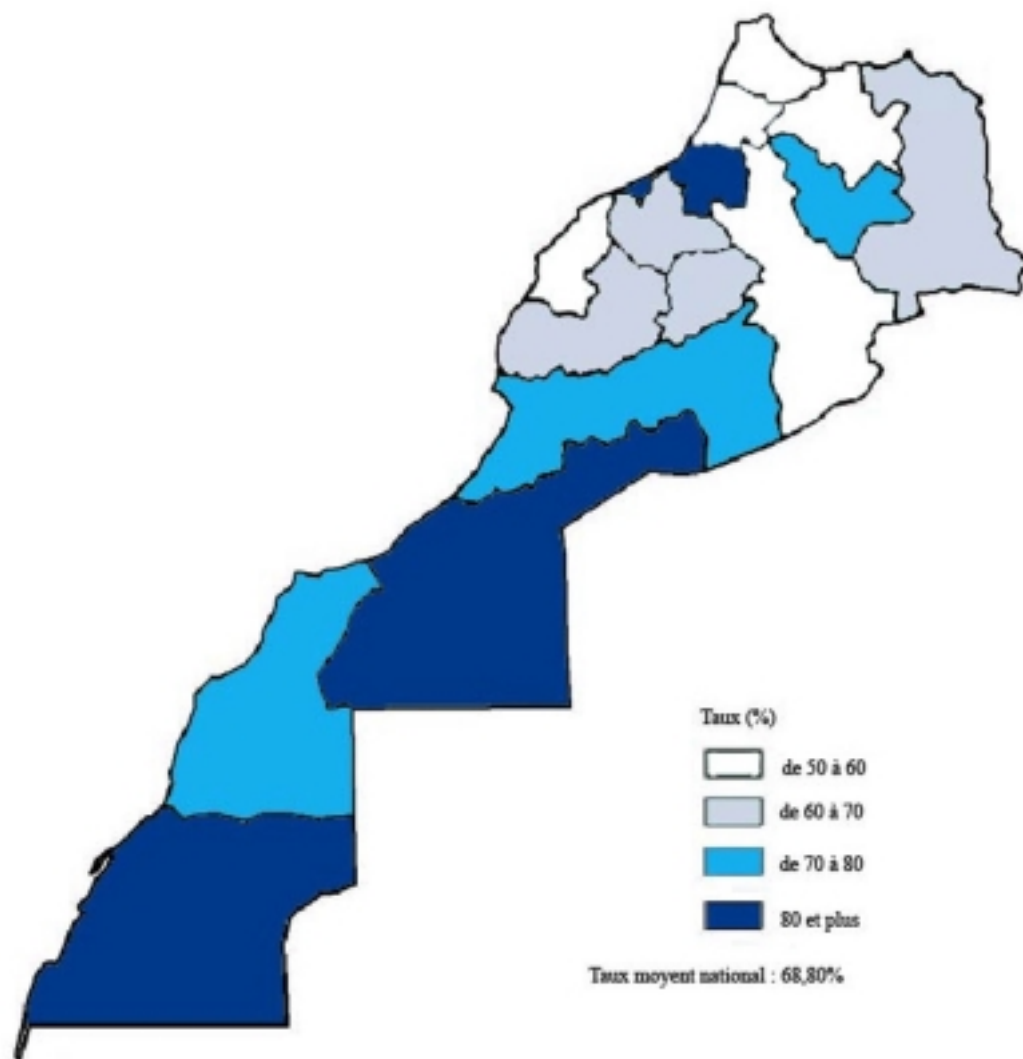 Taux (%)
de 50 à 60
de 60 à 70
de 70 à 80
80 et plus
Taux moyent national : 68,80%